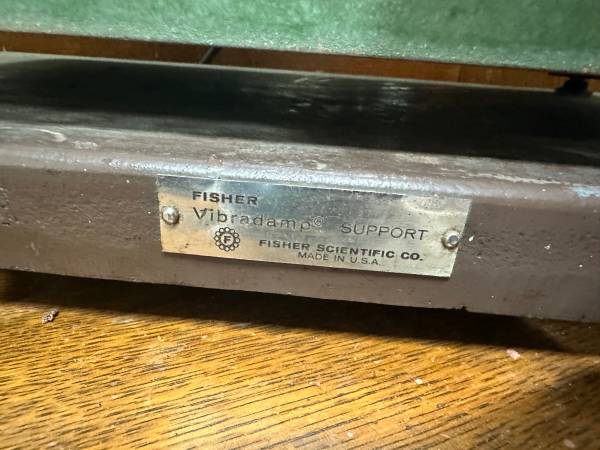 FISHER
Vibradamp® SUPPORT
F
FISHER SCIENTIFIC CO.
MADE IN U.S.A.